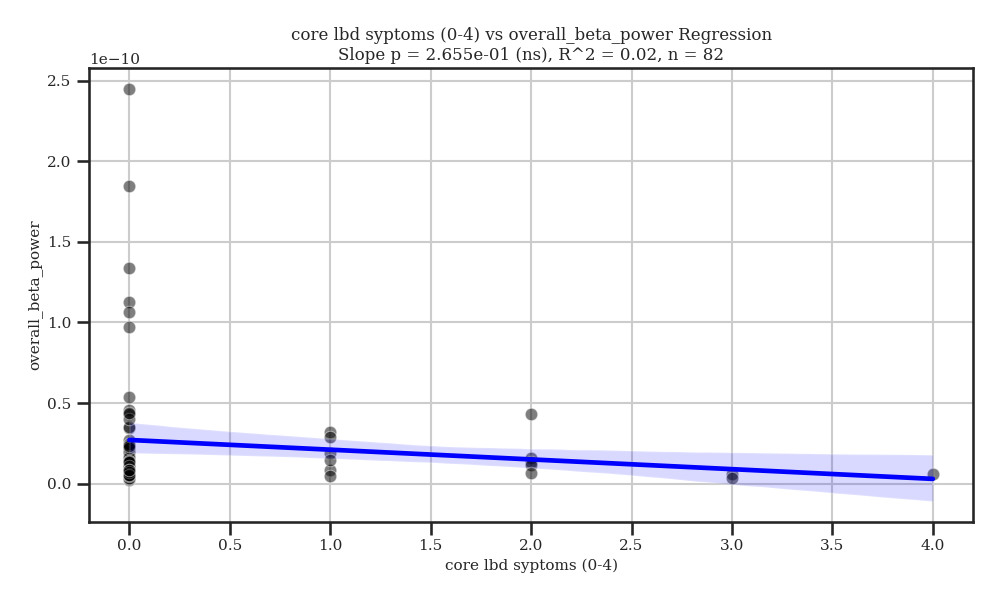 core lbd syptoms (0-4) vs overall_beta_power Regression
Slope p = 2.655e-01 (ns), R^2 = 0.02, n = 82
1e−10
2.5
2.0
1.5
1.0
0.5
0.0
overall_beta_power
0.0 0.5 1.0 1.5 2.0 2.5 3.0 3.5 4.0
core lbd syptoms (0-4)